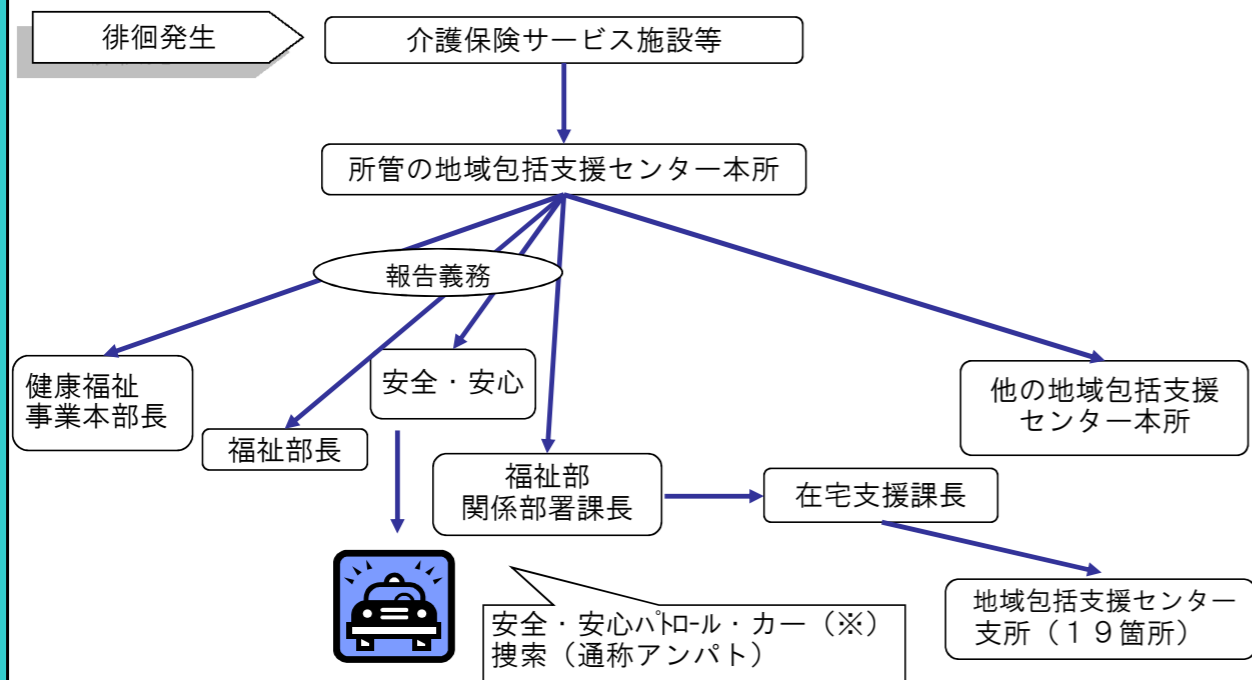 徘徊発生
介護保険サービス施設等
所管の地域包括支援センター本所
報告義務
健康福祉
事業本部長
福祉部長
安全・安心
福祉部
関係部署課長
在宅支援課長
他の地域包括支援
センター本所
地域包括支援センター
支所（１９箇所）
安全・安心ﾊﾟﾄﾛｰﾙ・カー（※）
捜索（通称アンパト）